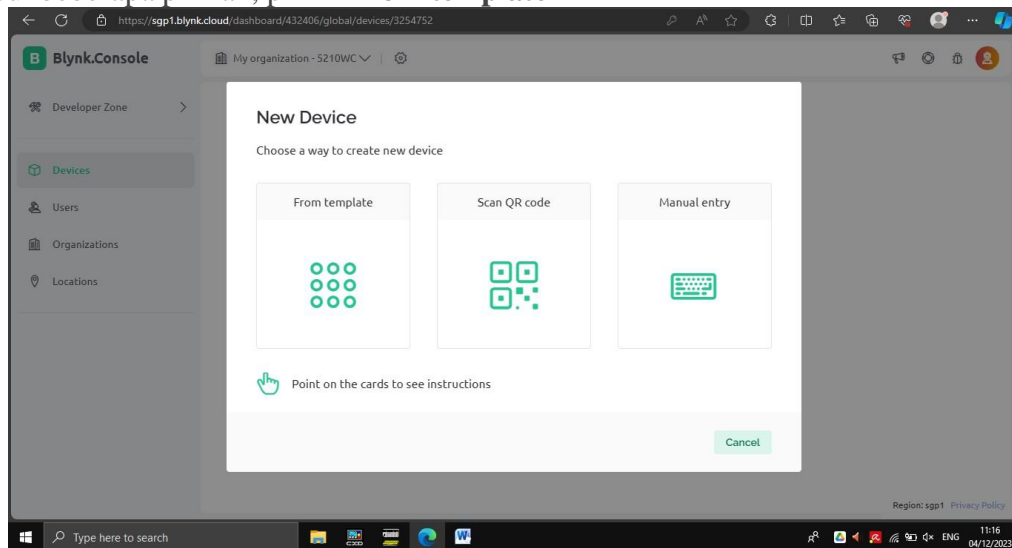 https://sgp1.blynk.cloud/dashboard/432406/global/devices/3254752
B Blynk.Console
My organization - 5210WC
Developer Zone
Devices
Users
Organizations
Locations
New Device
Choose a way to create new device
From template
Scan QR code
Manual entry
Point on the cards to see instructions
Cancel
Region: sgp1 Privacy Policy
Type here to search
ENG
11:16
04/12/2023